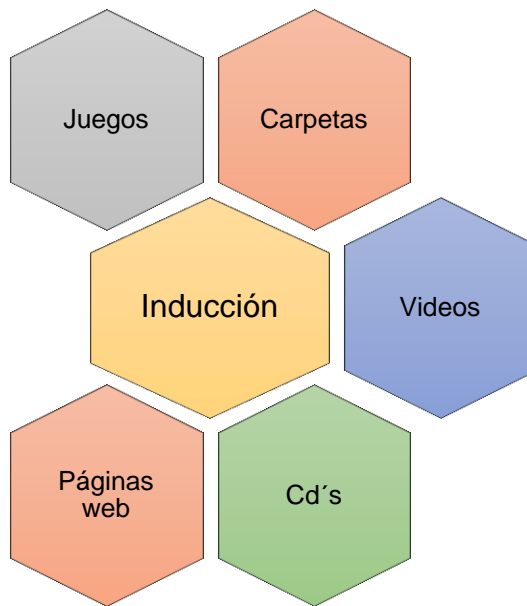 Juegos
Carpetas
Inducción
Videos
Páginas
web
Cd´s